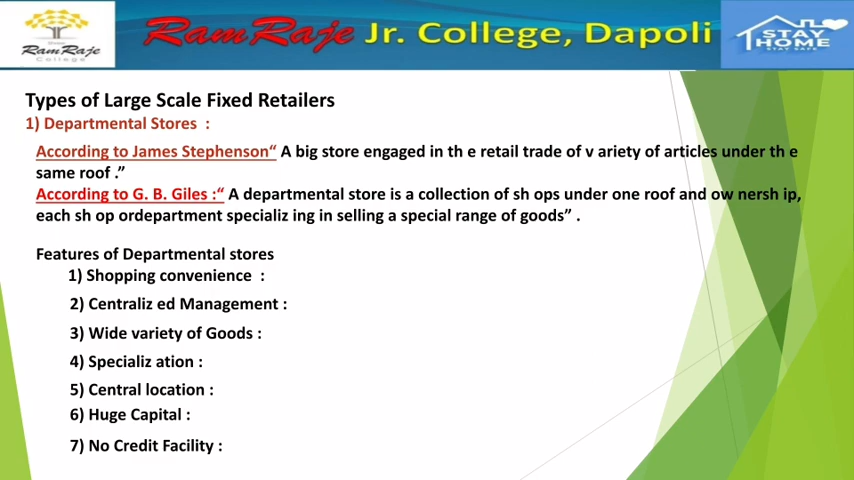 RamRaje
College
RamRaje Jr. College, Dapoli
STAY
HOME
STAY SAFE
Types of Large Scale Fixed Retailers
1) Departmental Stores :
According to James Stephenson“ A big store engaged in th e retail trade of v ariety of articles under th e
same roof .”
According to G. B. Giles :“ A departmental store is a collection of sh ops under one roof and ow nersh ip,
each sh op ordepartment specializ ing in selling a special range of goods” .
Features of Departmental stores
1) Shopping convenience :
2) Centraliz ed Management :
3) Wide variety of Goods :
4) Specializ ation :
5) Central location :
6) Huge Capital :
7) No Credit Facility :